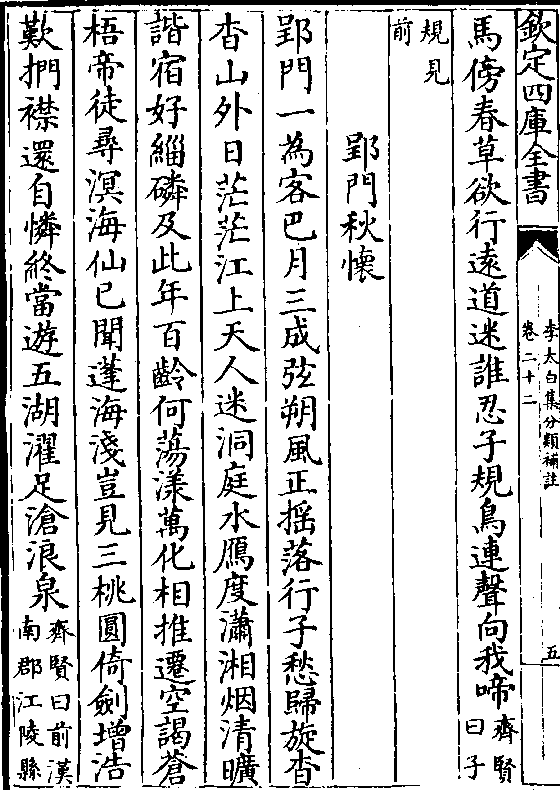 欽定四庫全書
李太白集分類補註
卷二十二
五
馬傍春草欲行遠道迷誰忍子規鳥連聲向我啼齊賢
曰子
規見
前
郢門秋懷
郢門一為客巴月三成弦朔風正揺落行子愁歸旋杳
杳山外日茫茫江上天人迷洞庭水鴈度瀟湘烟清曠
諧宿好緇磷及此年百齡何蕩漾萬化相推遷空謁蒼
梧帝徒尋溟海仙已聞蓬海淺豈見三桃圓倚劍增浩
歎捫襟還自憐終當遊五湖濯足滄浪泉齊賢曰前漢
南郡江陵縣